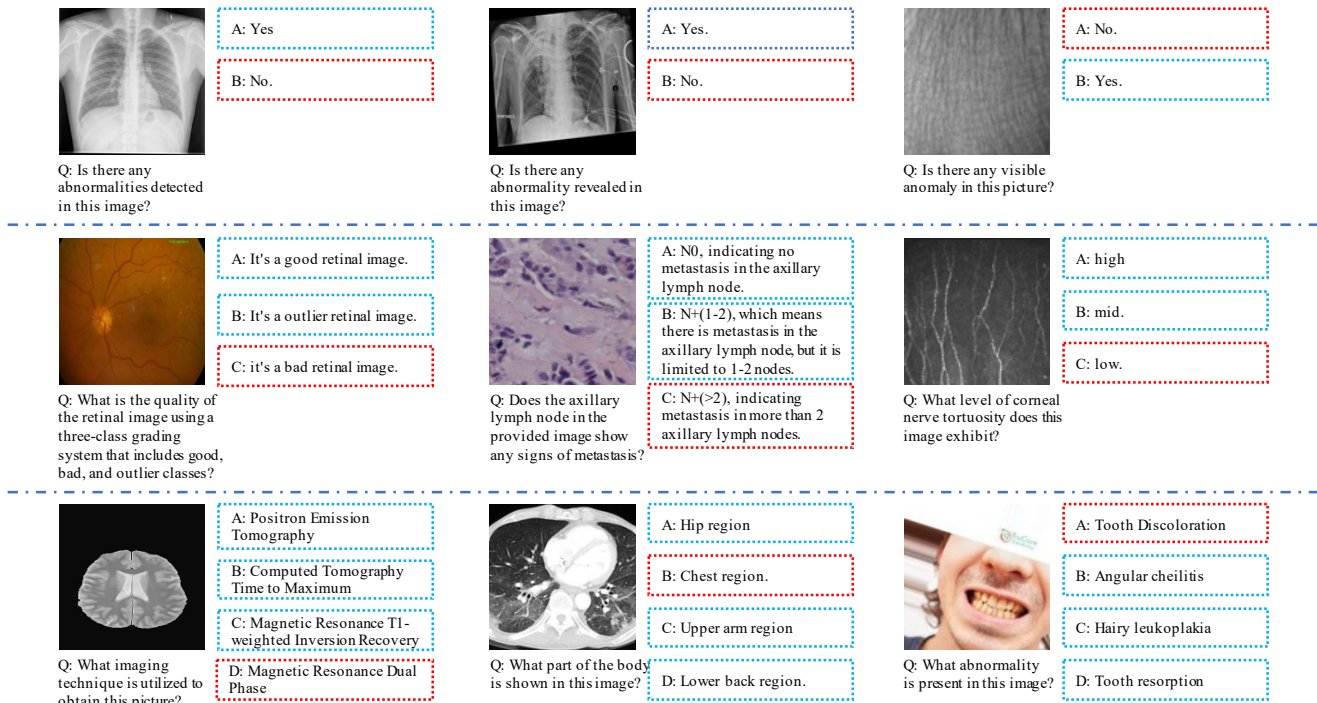 A: Yes
B: No.
Q: Is there any
abnormalities detected
in this image?
A: Yes.
B: No.
PORTABLE
Q: Is there any
abnormality revealed in
this image?
A: No.
B: Yes.
Q: Is there any visible
anomaly in this picture?
A: It's a good retinal image.
B: It's a outlier retinal image.
C: it's a bad retinal image.
Q: What is the quality of
the retinal image using a
three-class grading
system that includes good,
bad, and outlier classes?
A: N0, indicating no
metastasis in the axillary
lymph node.
B: N+(1-2), which means
there is metastasis in the
axillary lymph node, but it is
limited to 1-2 nodes.
C: N+(>2), indicating
metastasis in more than 2
axillary lymph nodes.
Q: Does the axillary
lymph node in the
provided image show
any signs of metastasis?
A: high
B: mid.
C: low.
Q: What level of corneal
nerve tortuosity does this
image exhibit?
A: Positron Emission
Tomography
B: Computed Tomography
Time to Maximum
C: Magnetic Resonance T1-
weighted Inversion Recovery
D: Magnetic Resonance Dual
Phase
Q: What imaging
technique is utilized to
obtain this picture?
A: Hip region
B: Chest region.
C: Upper arm region
D: Lower back region.
Q: What part of the body
is shown in this image?
TruCare
A: Tooth Discoloration
B: Angular cheilitis
C: Hairy leukoplakia
D: Tooth resorption
Q: What abnormality
is present in this image?